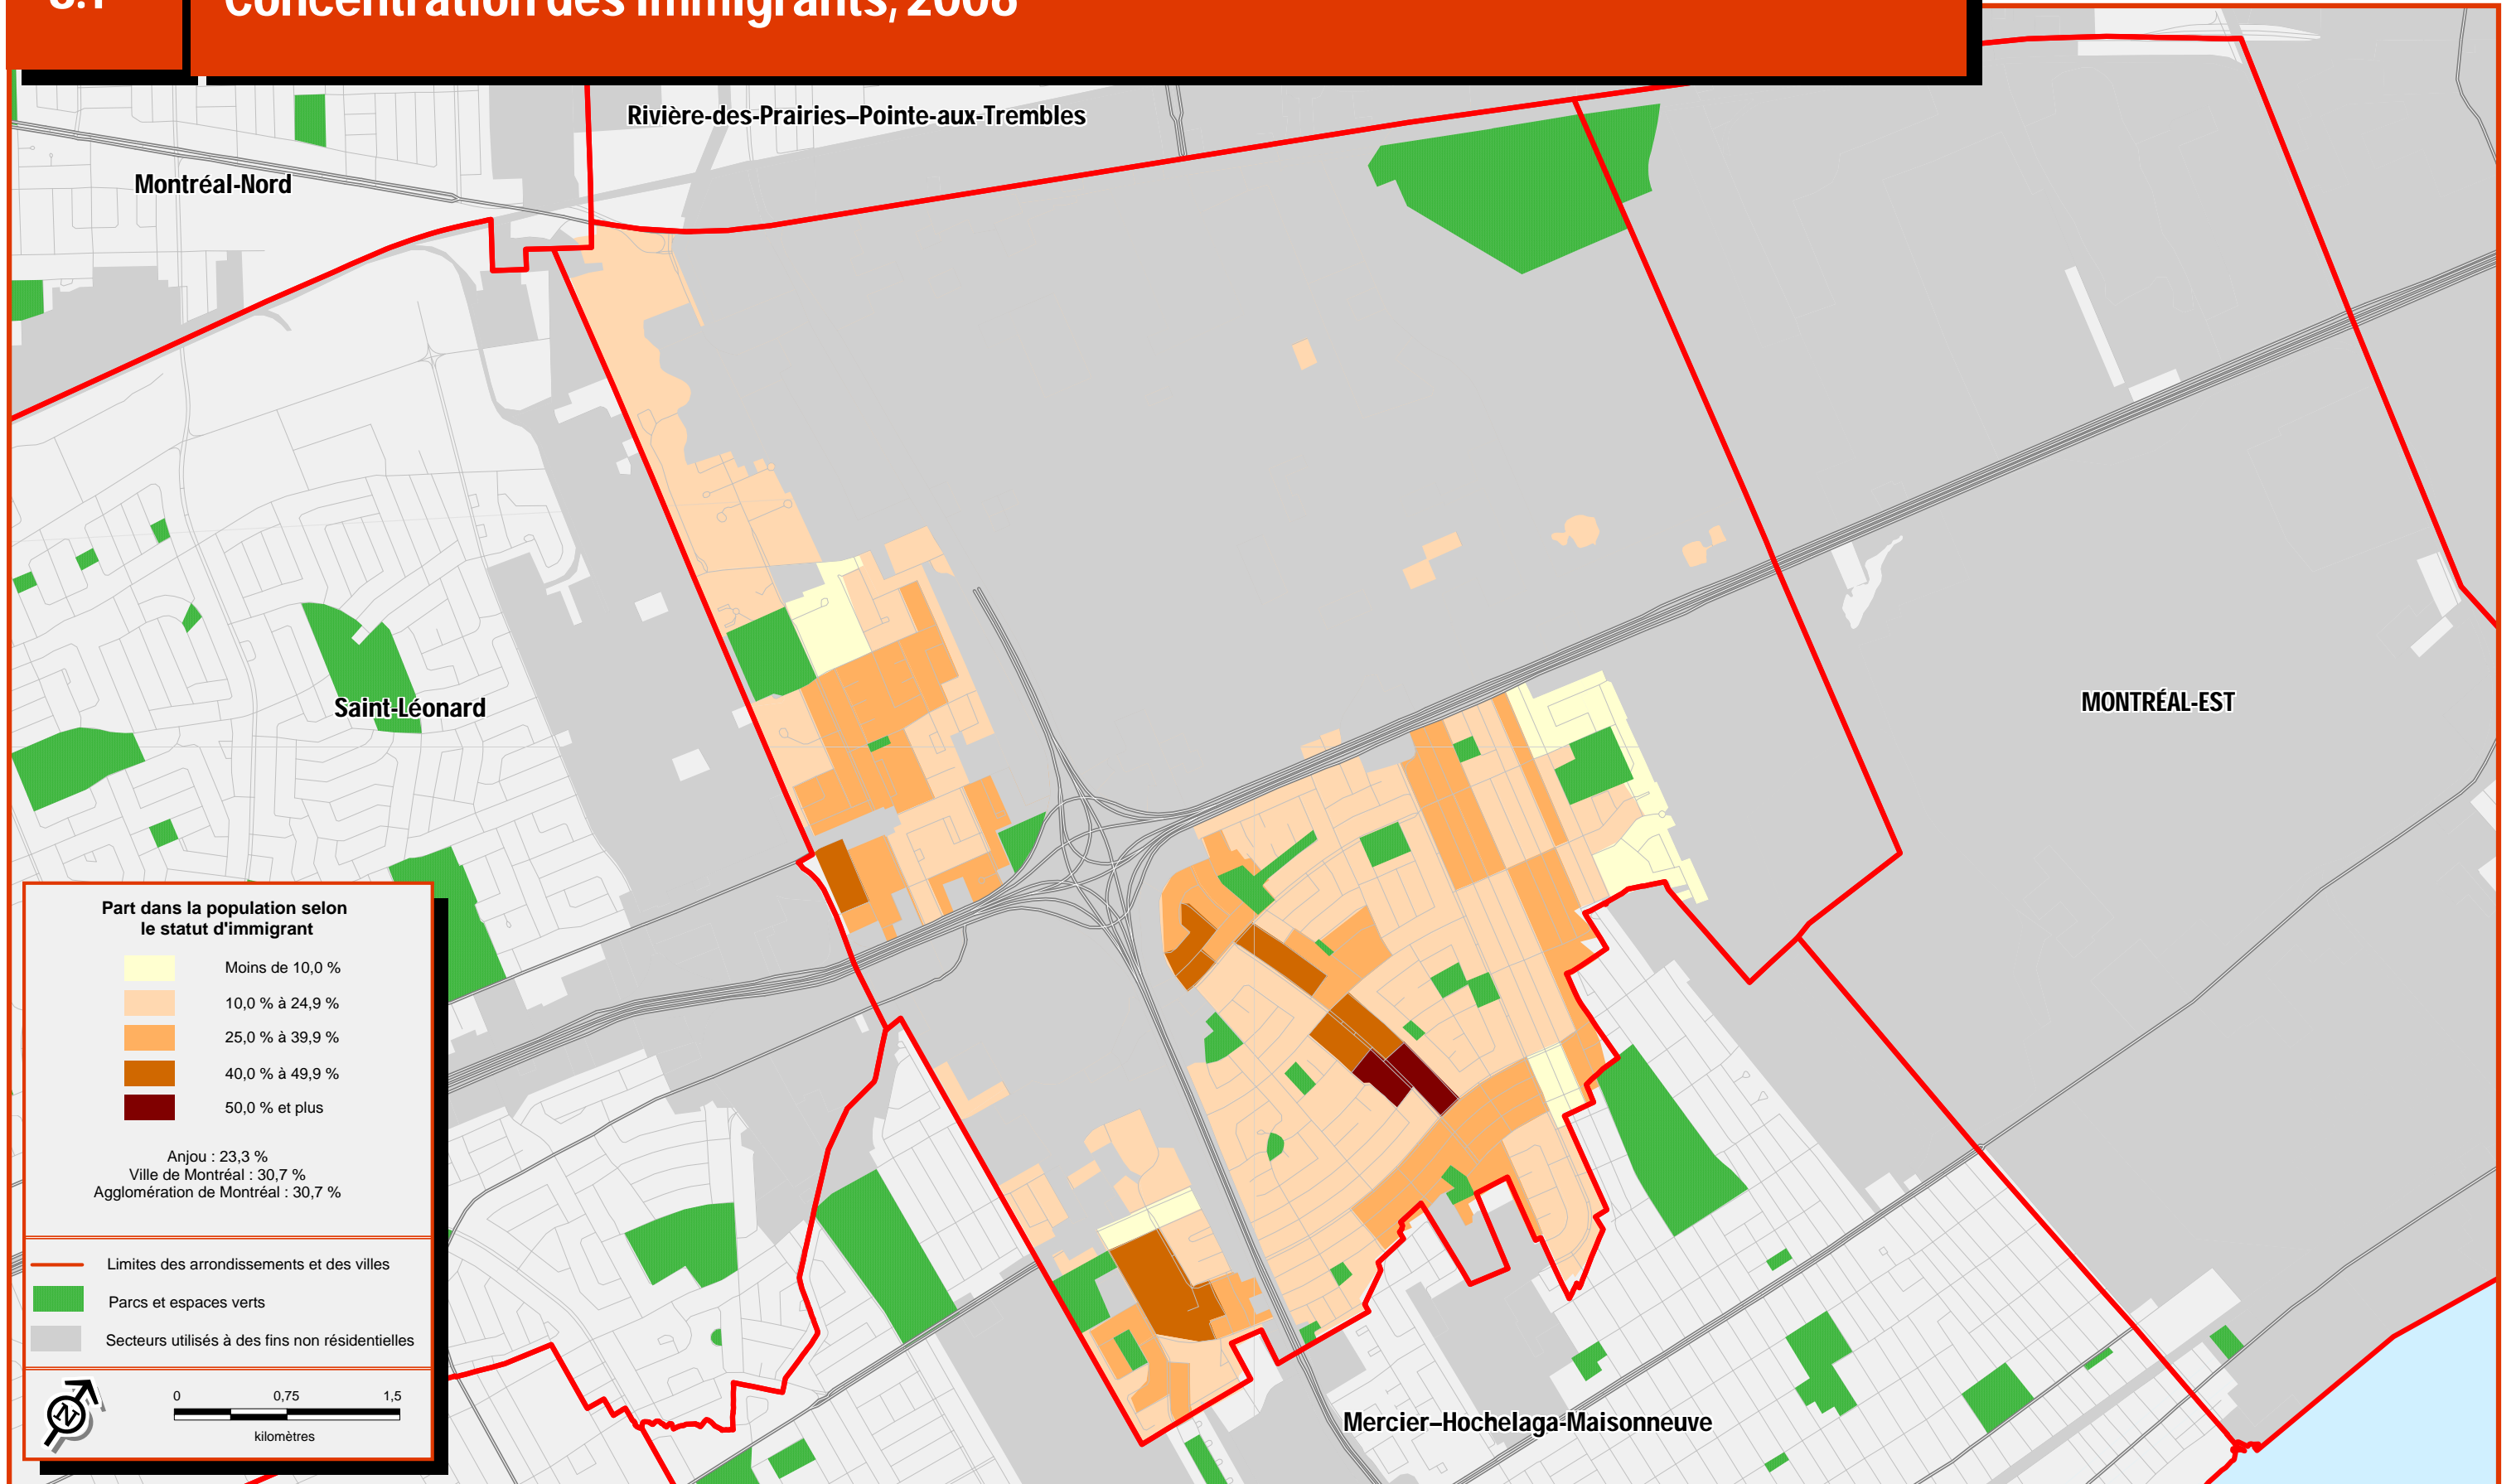 Concentration des immigrants, 2006
Rivière-des-Prairies–Pointe-aux-Trembles
Montréal-Nord
Saint-Léonard
MONTRÉAL-EST
Mercier–Hochelaga-Maisonneuve
Part dans la population selon
le statut d'immigrant
Moins de 10,0 %
10,0 % à 24,9 %
25,0 % à 39,9 %
40,0 % à 49,9 %
50,0 % et plus
Anjou : 23,3 %
Ville de Montréal : 30,7 %
Agglomération de Montréal : 30,7 %
Limites des arrondissements et des villes
Parcs et espaces verts
Secteurs utilisés à des fins non résidentielles
N
0 0,75 1,5
kilomètres